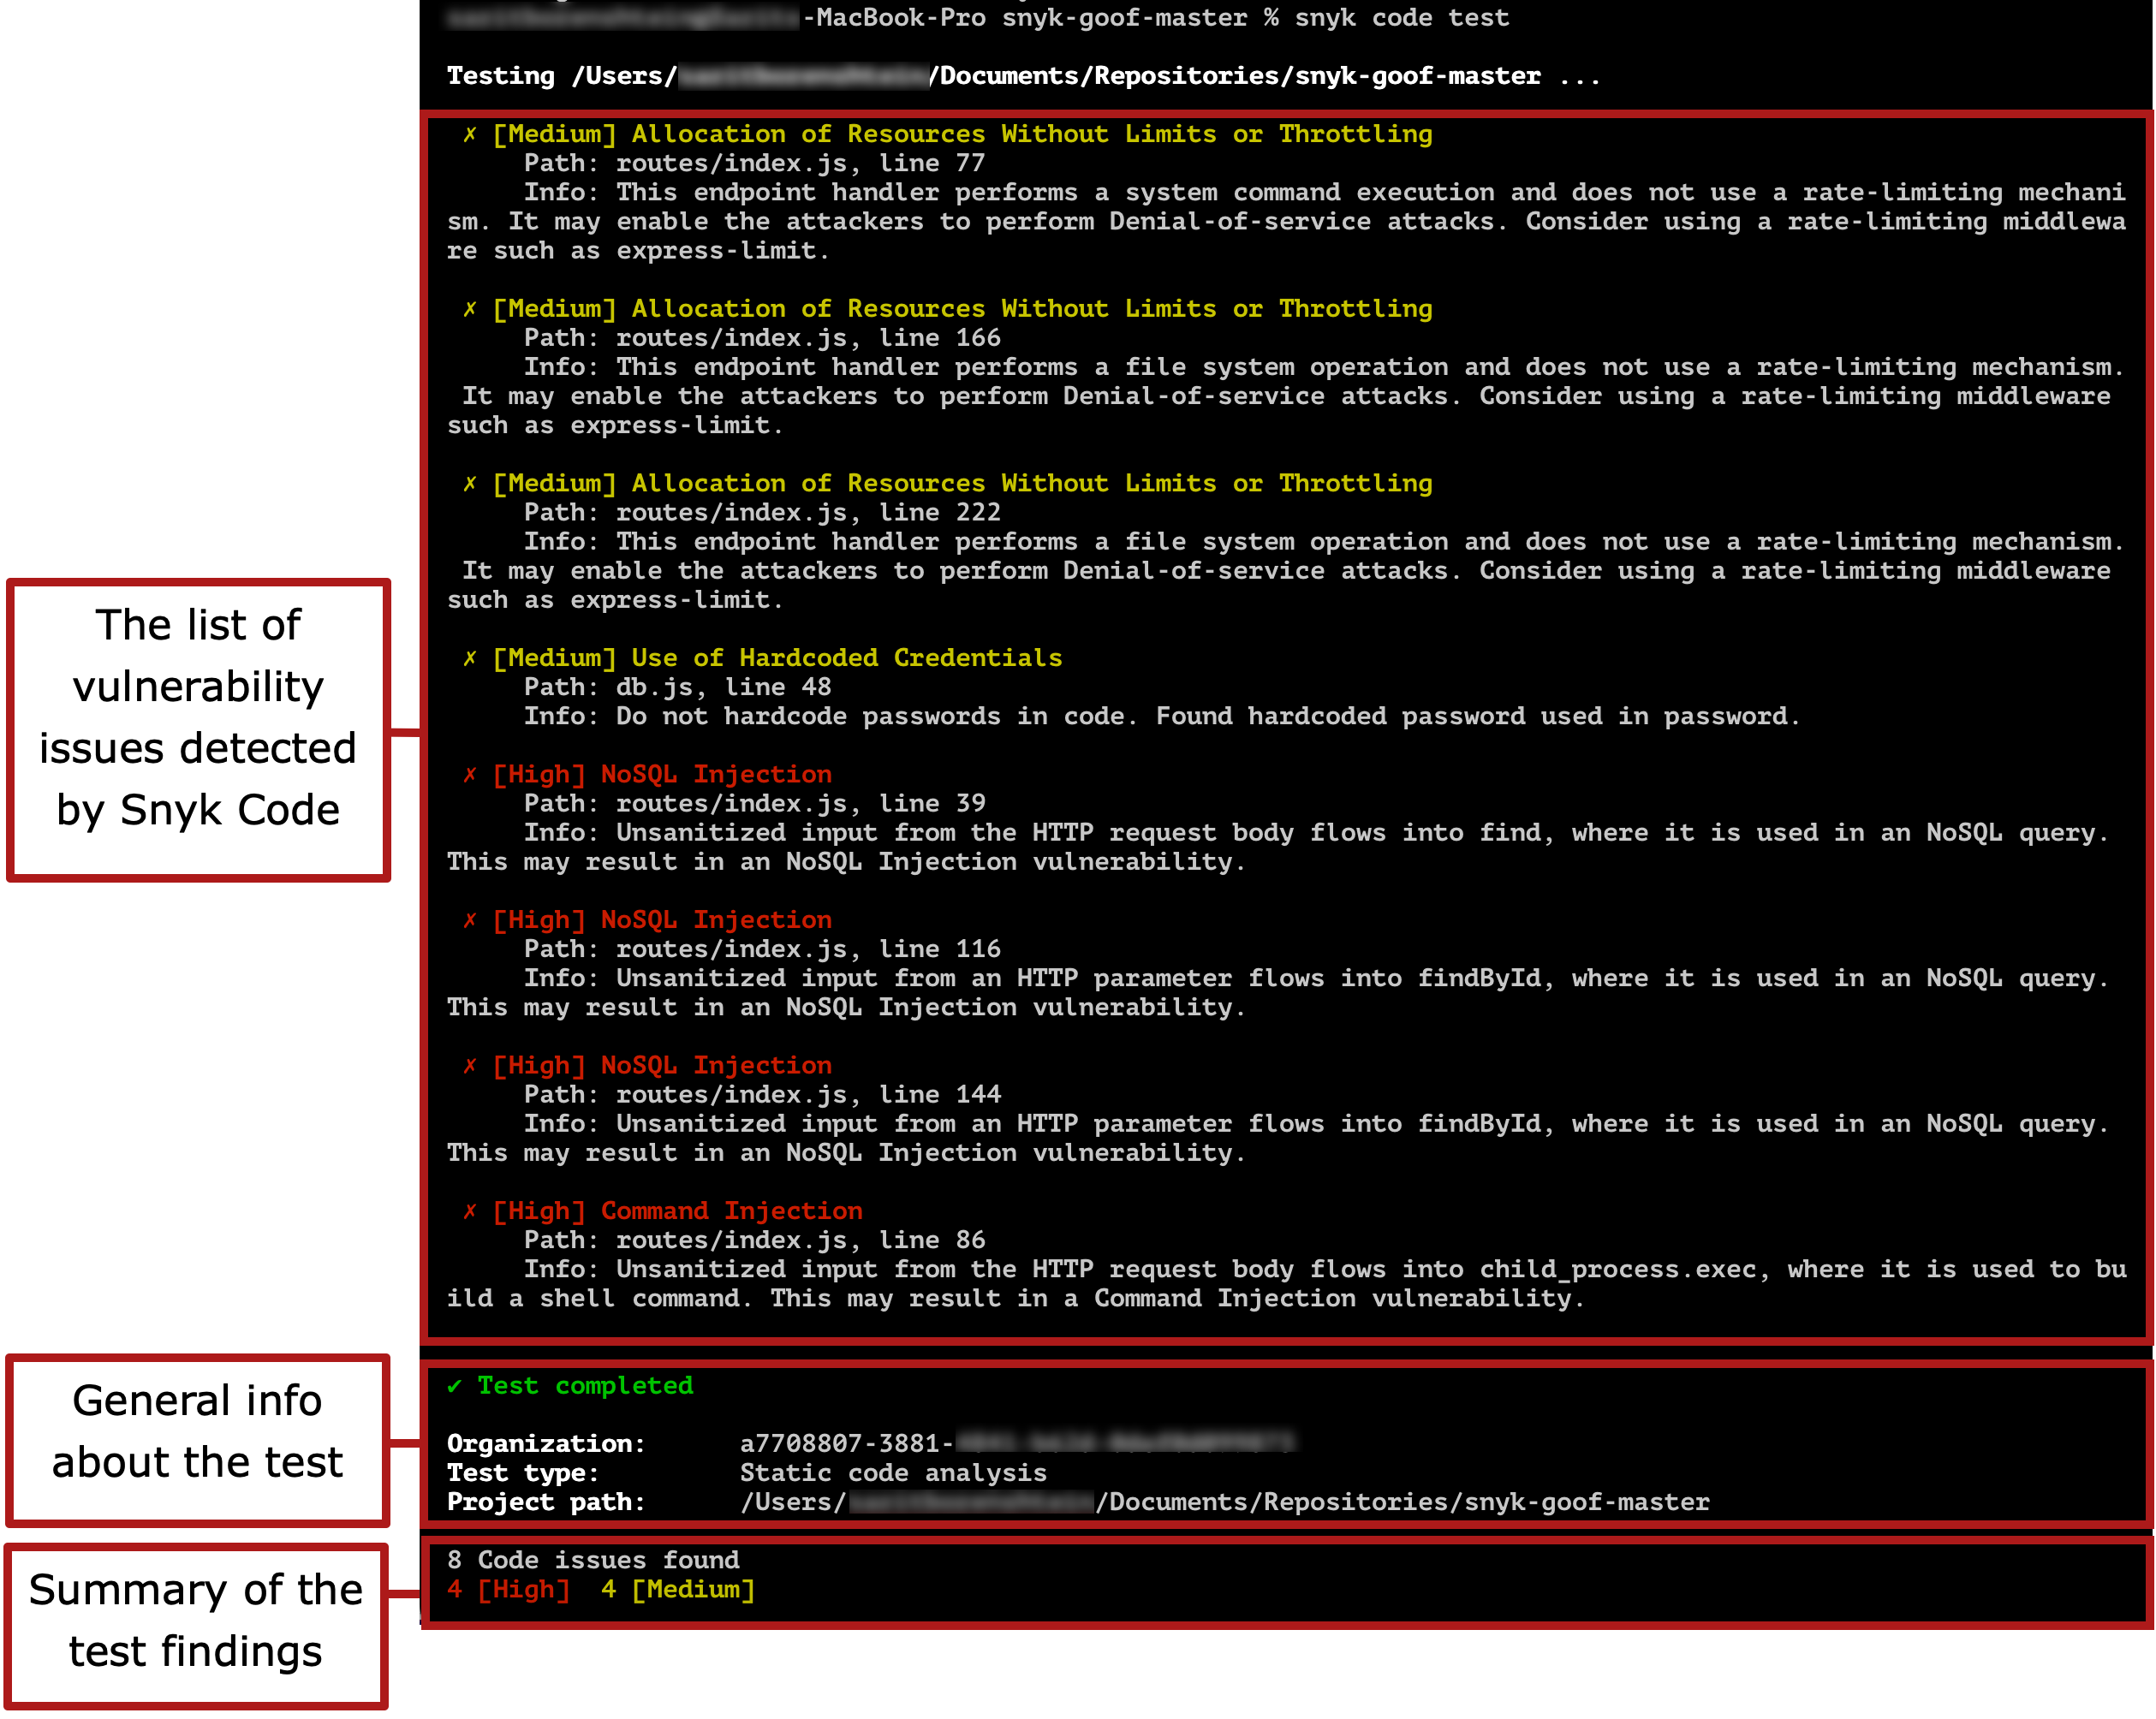 -MacBook-Pro snyk-goof-master % snyk code test
Testing /Users/ /Documents/Repositories/snyk-goof-master ...
✗ [Medium] Allocation of Resources Without Limits or Throttling
Path: routes/index.js, line 77
Info: This endpoint handler performs a system command execution and does not use a rate-limiting mechani
sm. It may enable the attackers to perform Denial-of-service attacks. Consider using a rate-limiting middlewa
re such as express-limit.
✗ [Medium] Allocation of Resources Without Limits or Throttling
Path: routes/index.js, line 166
Info: This endpoint handler performs a file system operation and does not use a rate-limiting mechanism.
It may enable the attackers to perform Denial-of-service attacks. Consider using a rate-limiting middleware
such as express-limit.
✗ [Medium] Allocation of Resources Without Limits or Throttling
Path: routes/index.js, line 222
Info: This endpoint handler performs a file system operation and does not use a rate-limiting mechanism.
It may enable the attackers to perform Denial-of-service attacks. Consider using a rate-limiting middleware
such as express-limit.
✗ [Medium] Use of Hardcoded Credentials
Path: db.js, line 48
Info: Do not hardcode passwords in code. Found hardcoded password used in password.
✗ [High] NoSQL Injection
Path: routes/index.js, line 39
Info: Unsanitized input from the HTTP request body flows into find, where it is used in an NoSQL query.
This may result in an NoSQL Injection vulnerability.
✗ [High] NoSQL Injection
Path: routes/index.js, line 116
Info: Unsanitized input from an HTTP parameter flows into findById, where it is used in an NoSQL query.
This may result in an NoSQL Injection vulnerability.
✗ [High] NoSQL Injection
Path: routes/index.js, line 144
Info: Unsanitized input from an HTTP parameter flows into findById, where it is used in an NoSQL query.
This may result in an NoSQL Injection vulnerability.
✗ [High] Command Injection
Path: routes/index.js, line 86
Info: Unsanitized input from the HTTP request body flows into child_process.exec, where it is used to bu
ild a shell command. This may result in a Command Injection vulnerability.
The list of
vulnerability
issues detected
by Snyk Code
✔ Test completed
Organization: a7708807-3881-
Test type: Static code analysis
Project path: /Users/ /Documents/Repositories/snyk-goof-master
General info
about the test
8 Code issues found
4 [High] 4 [Medium]
Summary of the
test findings